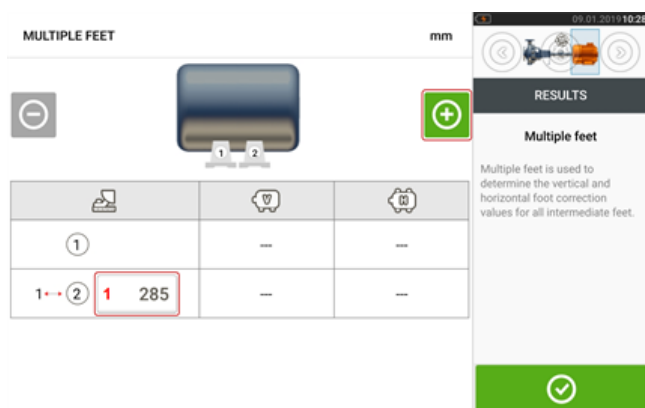 MULTIPLE FEET
mm
1 2
V
H
1
--- ---
1 2 1 285 --- ---
09.01.2019 10:28
RESULTS
Multiple feet
Multiple feet is used to
determine the vertical and
horizontal foot correction
values for all intermediate feet.